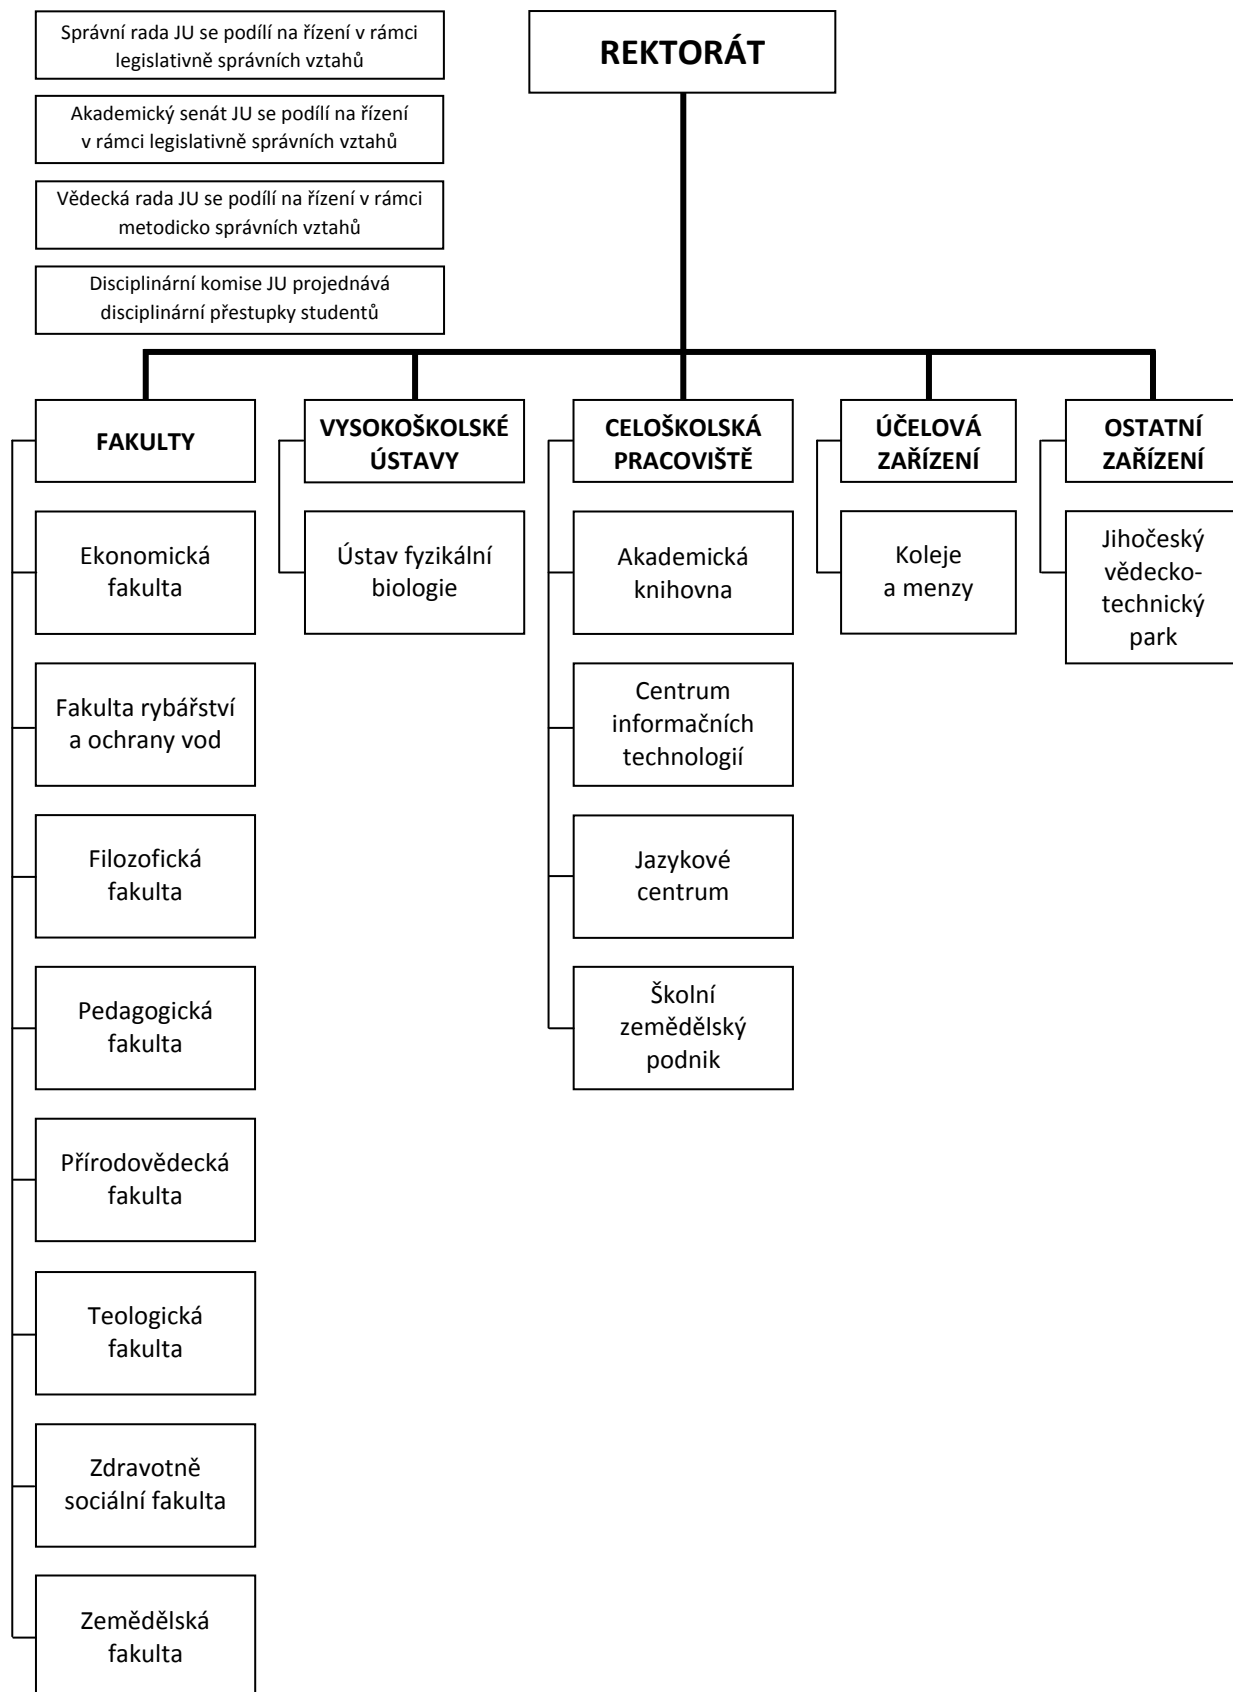 Správní rada JU se podílí na řízení v rámci
legislativně správních vztahů
REKTORÁT
Akademický senát JU se podílí na řízení
v rámci legislativně správních vztahů
Vědecká rada JU se podílí na řízení v rámci
metodicko správních vztahů
Disciplinární komise JU projednává
disciplinární přestupky studentů
FAKULTY
Ekonomická
fakulta
Fakulta rybářství
a ochrany vod
Filozofická
fakulta
Pedagogická
fakulta
Přírodovědecká
fakulta
Teologická
fakulta
Zdravotně
sociální fakulta
Zemědělská
fakulta
VYSOKOŠKOLSKÉ
ÚSTAVY
Ústav fyzikální
biologie
CELOŠKOLSKÁ
PRACOVIŠTĚ
Akademická
knihovna
Centrum
informačních
technologií
Jazykové
centrum
Školní
zemědělský
podnik
ÚČELOVÁ
ZAŘÍZENÍ
Koleje
a menzy
OSTATNÍ
ZAŘÍZENÍ
Jihočeský
vědecko-
technický
park